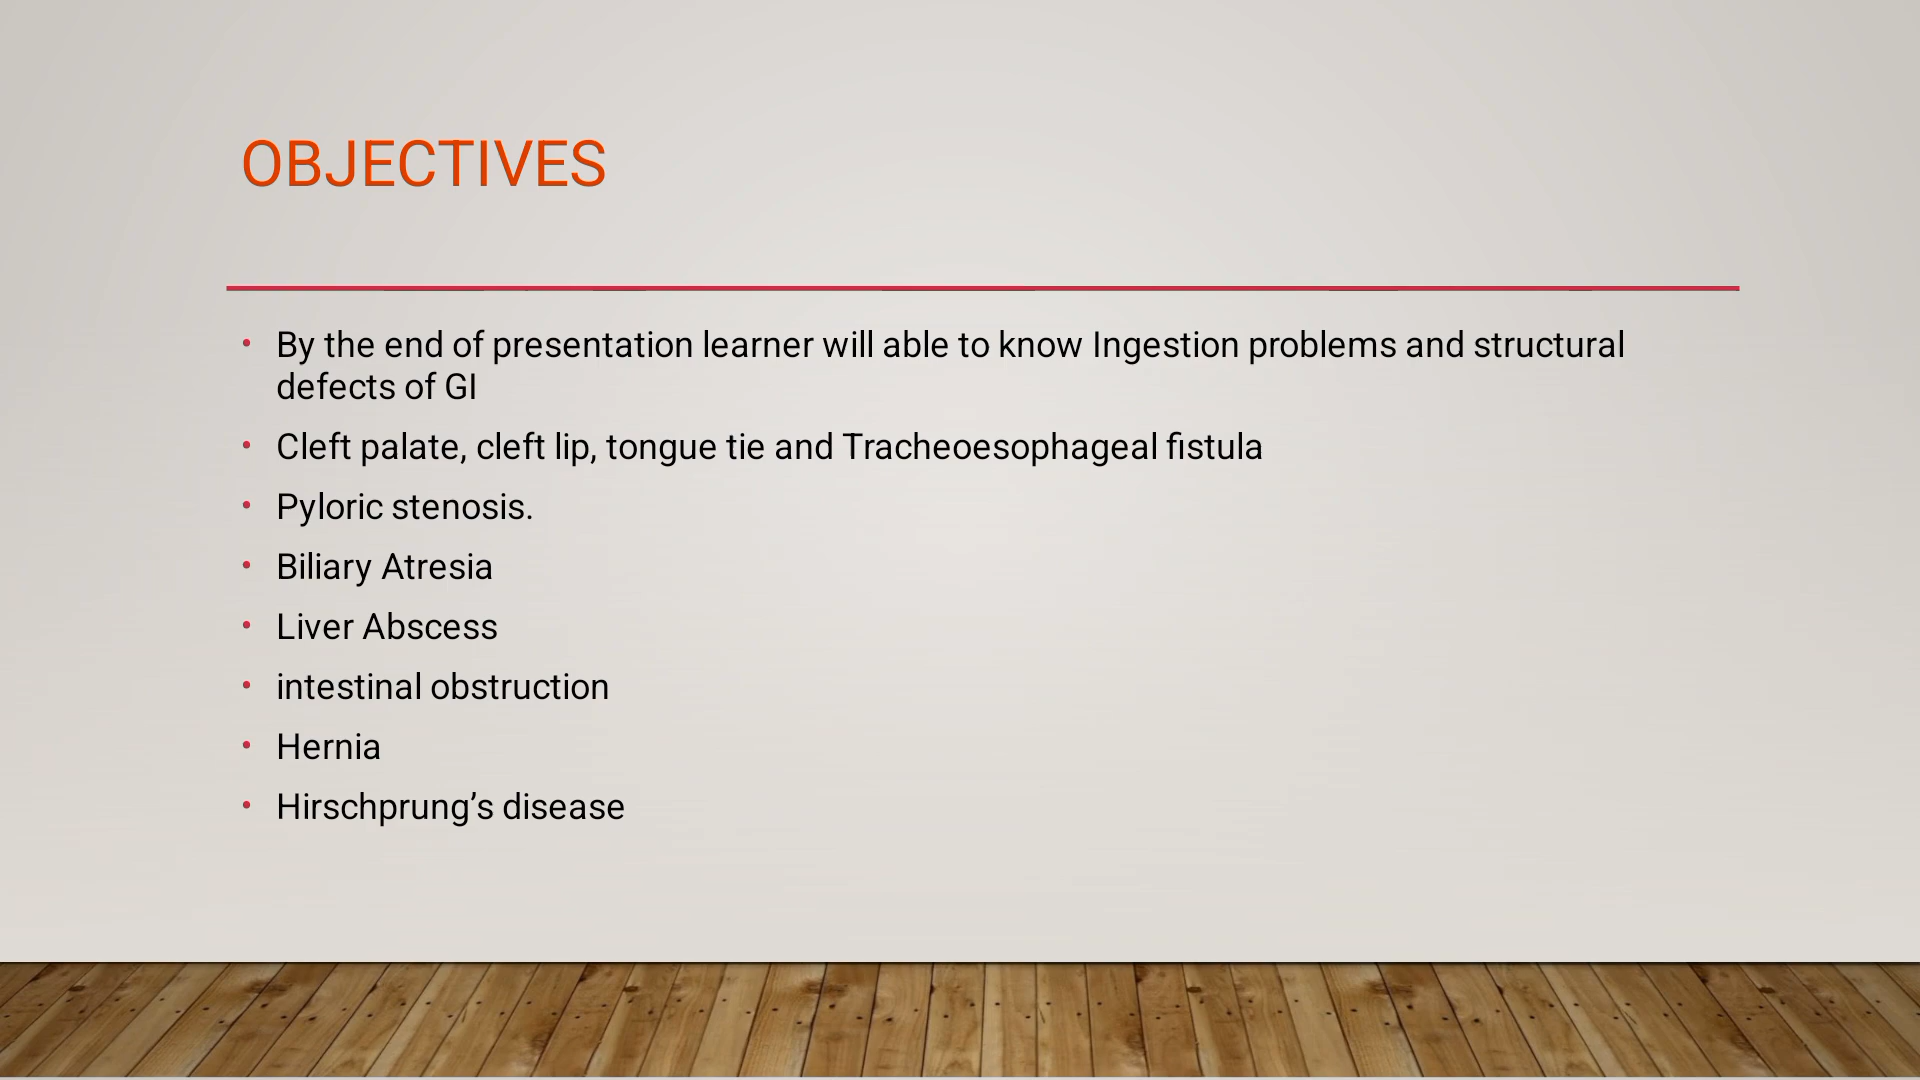 OBJECTIVES
• By the end of presentation learner will able to know Ingestion problems and structural
defects of GI
• Cleft palate, cleft lip, tongue tie and Tracheoesophageal fistula
• Pyloric stenosis.
• Biliary Atresia
• Liver Abscess
• intestinal obstruction
• Hernia
• Hirschprung’s disease